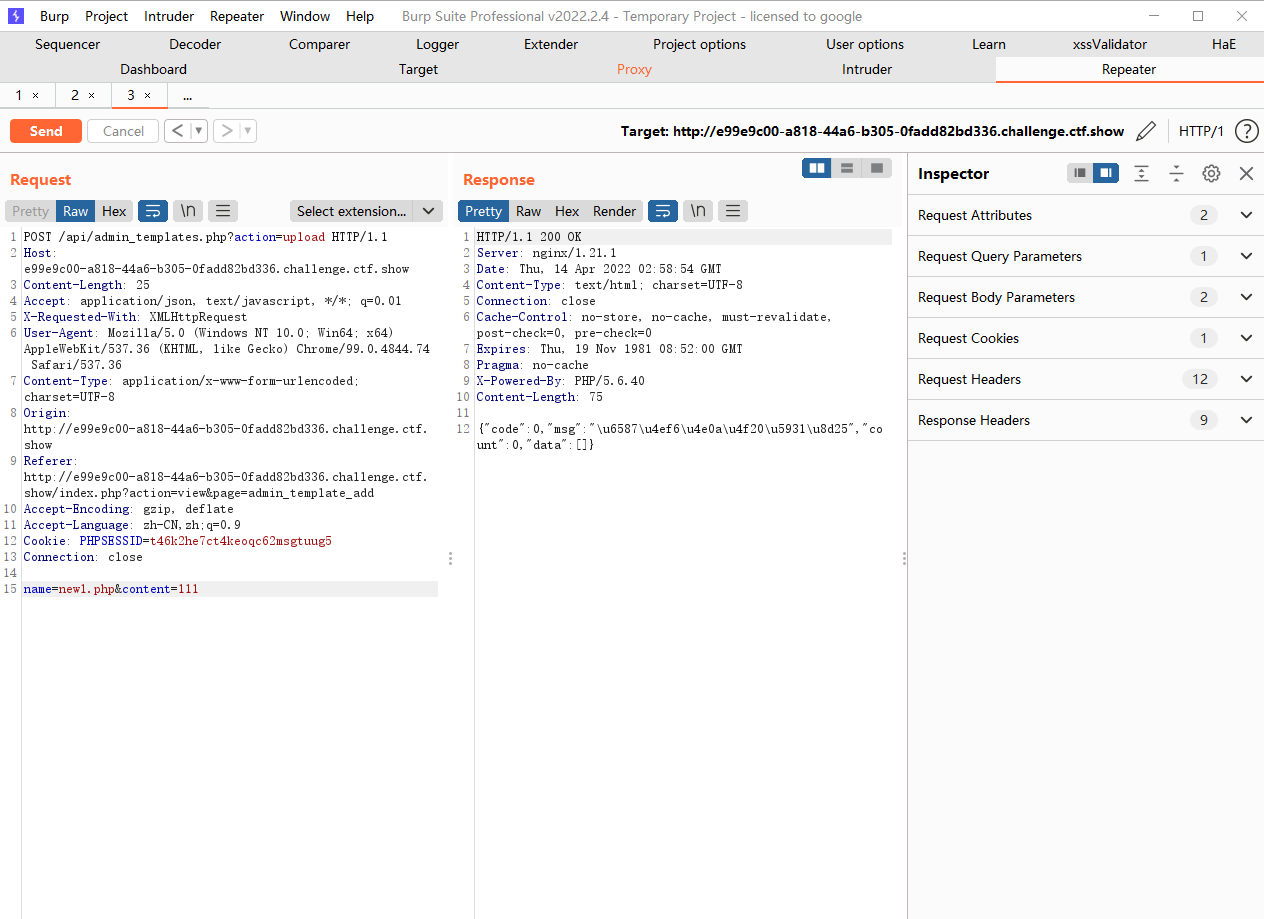 Burp Project Intruder Repeater Window Help Burp Suite Professional v2022.2.4 - Temporary Project - licensed to google
Sequencer Decoder Comparer Logger Extender Project options User options Learn xssValidator HaE
Dashboard Target Proxy Intruder Repeater
1 × 2 × 3 × ...
Send Cancel < > Target: http://e99e9c00-a818-44a6-b305-0fadd82bd336.challenge.ctf.show HTTP/1 ?
Request
Pretty Raw Hex \n Select extension...
1 POST /api/admin_templates.php?action=upload HTTP/1.1
2 Host:
e99e9c00-a818-44a6-b305-0fadd82bd336.challenge.ctf.show
3 Content-Length: 25
4 Accept: application/json, text/javascript, */*; q=0.01
5 X-Requested-With: XMLHttpRequest
6 User-Agent: Mozilla/5.0 (Windows NT 10.0; Win64; x64)
AppleWebKit/537.36 (KHTML, like Gecko) Chrome/99.0.4844.74
Safari/537.36
7 Content-Type: application/x-www-form-urlencoded;
charset=UTF-8
8 Origin:
http://e99e9c00-a818-44a6-b305-0fadd82bd336.challenge.ctf.
show
9 Referer:
http://e99e9c00-a818-44a6-b305-0fadd82bd336.challenge.ctf.
show/index.php?action=view&page=admin_template_add
10 Accept-Encoding: gzip, deflate
11 Accept-Language: zh-CN,zh;q=0.9
12 Cookie: PHPSESSID=t46k2he7ct4keoqc62msgtuug5
13 Connection: close
14
15 name=new1.php&content=111
Response
Pretty Raw Hex Render \n
1 HTTP/1.1 200 OK
2 Server: nginx/1.21.1
3 Date: Thu, 14 Apr 2022 02:58:54 GMT
4 Content-Type: text/html; charset=UTF-8
5 Connection: close
6 Cache-Control: no-store, no-cache, must-revalidate,
post-check=0, pre-check=0
7 Expires: Thu, 19 Nov 1981 08:52:00 GMT
8 Pragma: no-cache
9 X-Powered-By: PHP/5.6.40
10 Content-Length: 75
11
12 {"code":0,"msg":"\u6587\u4ef6\u4e0a\u4f20\u5931\u8d25","co
unt":0,"data":[]}
Inspector
Request Attributes 2
Request Query Parameters 1
Request Body Parameters 2
Request Cookies 1
Request Headers 12
Response Headers 9